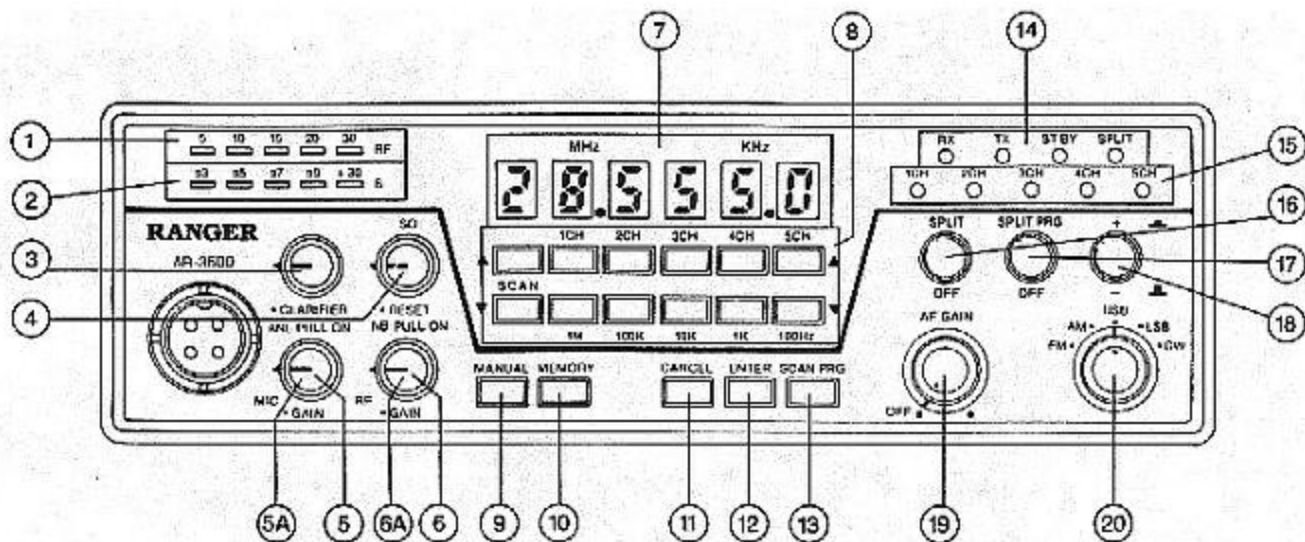 7 8 14
1 5 10 15 20 30 RF
2 s3 s5 s7 s9 +30 S
MHz KHz
28.555.0
RX TX ST BY SPLIT
15
1CH 2CH 3CH 4CH 5CH
16
RANGER
AR-3500
3
SQ
• CLARIFIER
ANL PULL ON
4
• RESET
NB PULL ON
1CH 2CH 3CH 4CH 5CH
SCAN
1M 100K 10K 1K 100Hz
SPLIT SPLIT PRG +
OFF OFF −
17
18
MIC • GAIN
RF • GAIN
MANUAL MEMORY CANCEL ENTER SCAN PRG
AF GAIN
OFF
USB
AM • • LSB
FM • • CW
5A 5 6A 6 9 10 11 12 13 19 20